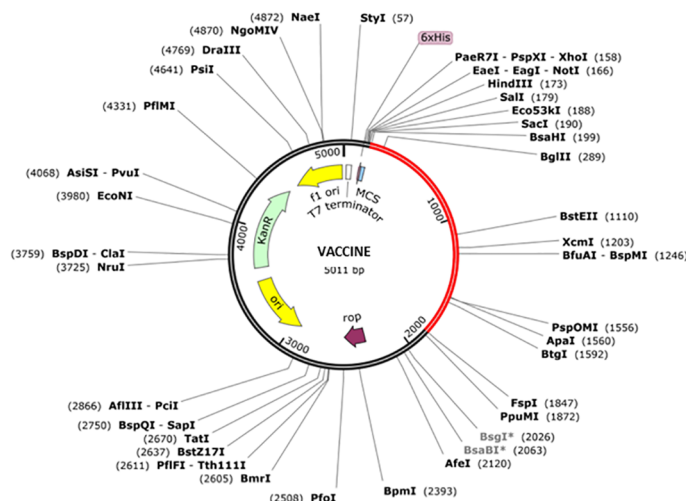 (4872) NaeI
(4870) NgoMIV
(4769) DraIII
(4641) PsiI
(4331) PflMI
(4068) AsiSI - PvuI
(3980) EcoNI
(3759) BspDI - ClaI
(3725) NruI
(2866) AflIII - PciI
(2750) BspQI - SapI
(2670) TatI
(2637) BstZ17I
(2611) PflFI - Tth111I
(2605) BmrI
(2508) PfoI
StyI (57)
6xHis
PaeR7I - PspXI - XhoI (158)
EaeI - EagI - NotI (166)
HindIII (173)
SalI (179)
Eco53kI (188)
SacI (190)
BsaHI (199)
BglII (289)
BstEII (1110)
XcmI (1203)
BfuAI - BspMI (1246)
PspOMI (1556)
ApaI (1560)
BtgI (1592)
FspI (1847)
PpuMI (1872)
BsgI* (2026)
BsaBI* (2063)
AfeI (2120)
BpmI (2393)
5000
1000
2000
3000
4000
f1 ori
T7 terminator
MCS
KanR
ori
rop
VACCINE
5011 bp